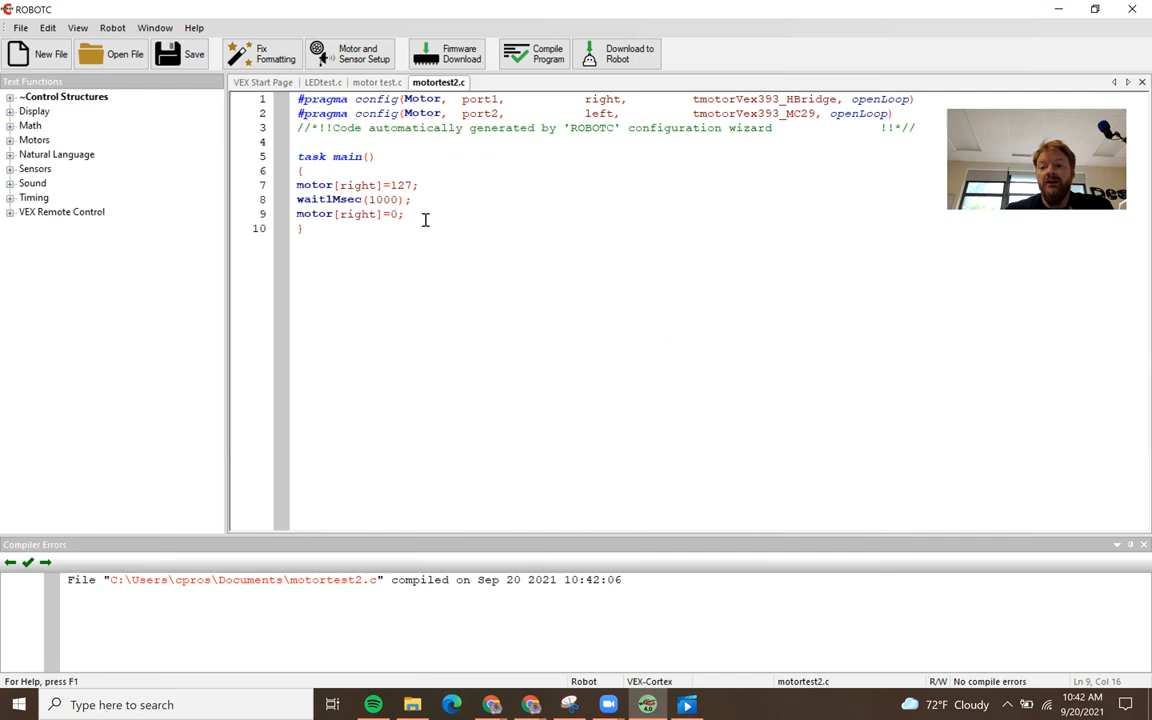 ROBOTC
File Edit View Robot Window Help
New File Open File Save Fix Formatting Motor and Sensor Setup Firmware Download Compile Program Download to Robot
Text Functions
VEX Start Page LEDtest.c motor test.c motortest2.c
~Control Structures
Display
Math
Motors
Natural Language
Sensors
Sound
Timing
VEX Remote Control
1 #pragma config(Motor, port1, right, tmotorVex393_HBridge, openLoop)
2 #pragma config(Motor, port2, left, tmotorVex393_MC29, openLoop)
3 //*!!Code automatically generated by 'ROBOTC' configuration wizard !!*//
4
5 task main()
6 {
7 motor[right]=127;
8 wait1Msec(1000);
9 motor[right]=0;
10 }
Des
Compiler Errors
File "C:\Users\cpros\Documents\motortest2.c" compiled on Sep 20 2021 10:42:06
For Help, press F1 Robot VEX-Cortex motortest2.c R/W No compile errors Ln 9, Col 16
Type here to search 4.0 72°F Cloudy 10:42 AM
9/20/2021